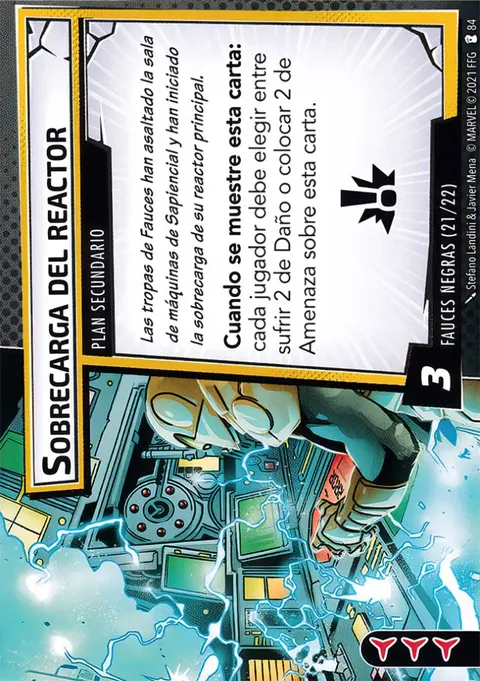 SOBRECARGA DEL REACTOR
PLAN SECUNDARIO
Las tropas de Fauces han asaltado la sala
de máquinas de Sapiencial y han iniciado
la sobrecarga de su reactor principal.
Cuando se muestre esta carta:
cada jugador debe elegir entre
sufrir 2 de Daño o colocar 2 de
Amenaza sobre esta carta.
3
FAUCES NEGRAS (21/22)
Stefano Landini & Javier Mena © MARVEL © 2021 FFG 84